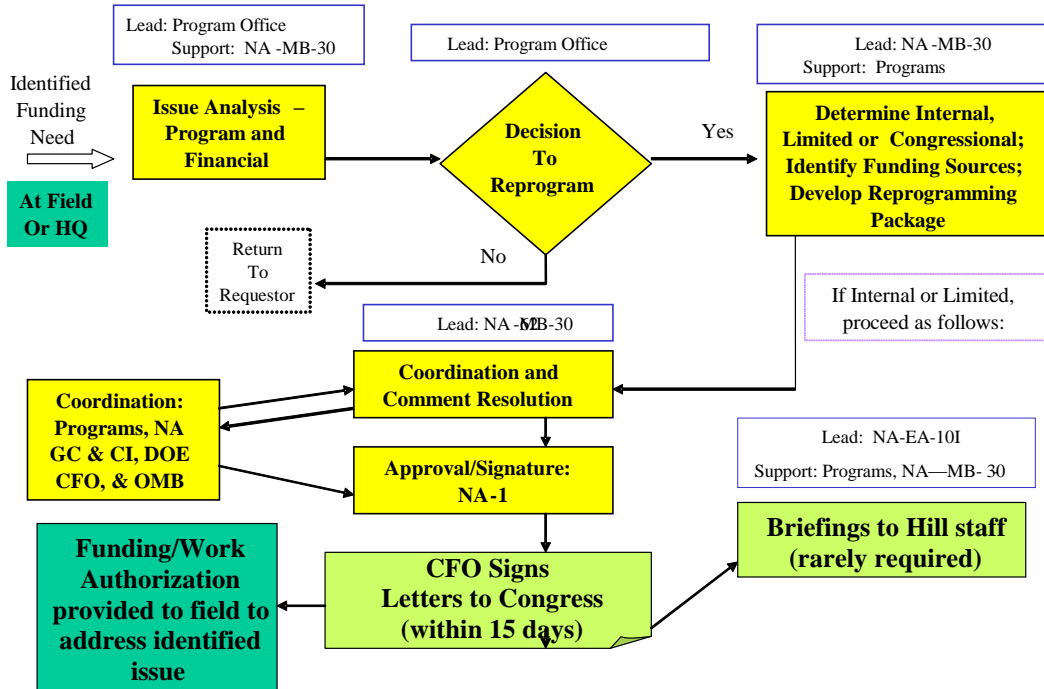 Lead: Program Office
Support: NA -MB-30
Lead: Program Office
Lead: NA -MB-30
Support: Programs
Identified
Funding
Need
At Field
Or HQ
Issue Analysis –
Program and
Financial
Decision
To
Reprogram
Yes
No
Determine Internal,
Limited or Congressional;
Identify Funding Sources;
Develop Reprogramming
Package
Return
To
Requestor
If Internal or Limited,
proceed as follows:
Lead: NA -MB-30
Coordination and
Comment Resolution
Coordination:
Programs, NA
GC & CI, DOE
CFO, & OMB
Approval/Signature:
NA-1
Lead: NA-EA-10I
Support: Programs, NA—MB- 30
Briefings to Hill staff
(rarely required)
CFO Signs
Letters to Congress
(within 15 days)
Funding/Work
Authorization
provided to field to
address identified
issue